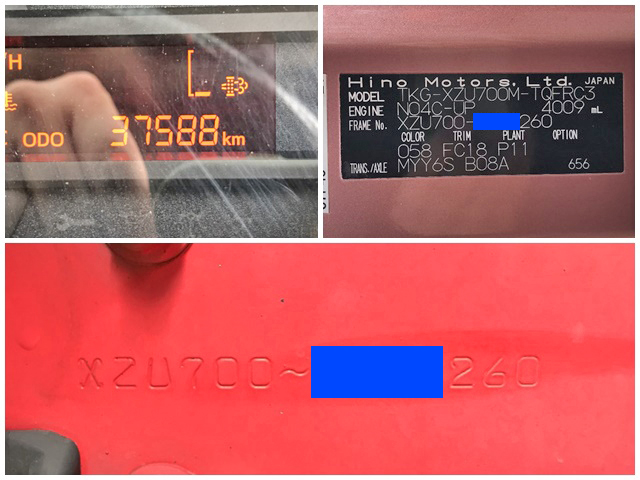 ODO 37588 km
Hino Motors, Ltd. JAPAN
MODEL TKG-XZU700M-TQFRC3
ENGINE N04C-UP 4009 mL
FRAME No. XZU700- 260
COLOR TRIM PLANT OPTION
058 FC18 P11
TRANS./AXLE MYY6S B08A 656
XZU700~ 260